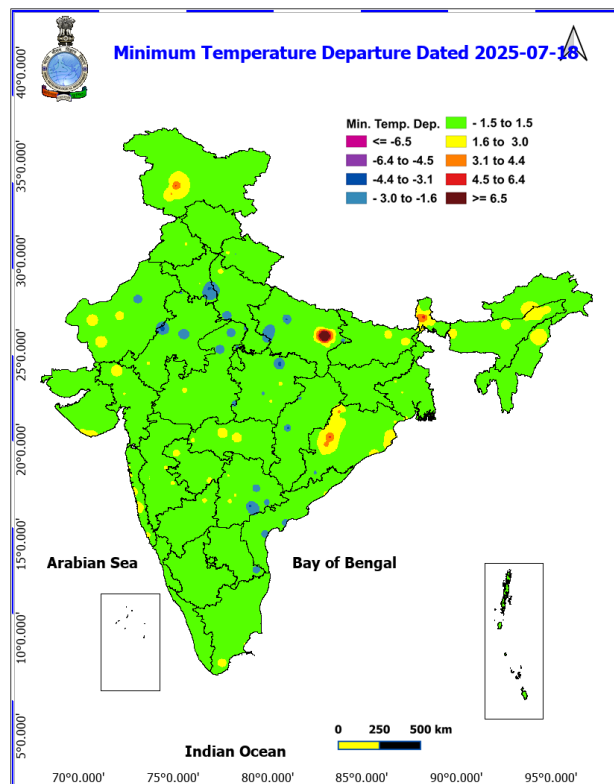 Minimum Temperature Departure Dated 2025-07-18
Min. Temp. Dep.
<= -6.5
-6.4 to -4.5
-4.4 to -3.1
- 3.0 to -1.6
- 1.5 to 1.5
1.6 to 3.0
3.1 to 4.4
4.5 to 6.4
>= 6.5
40°0.000'
35°0.000'
30°0.000'
25°0.000'
20°0.000'
15°0.000'
10°0.000'
5°0.000'
Arabian Sea
Bay of Bengal
0 250 500 km
Indian Ocean
70°0.000' 75°0.000' 80°0.000' 85°0.000' 90°0.000' 95°0.000'